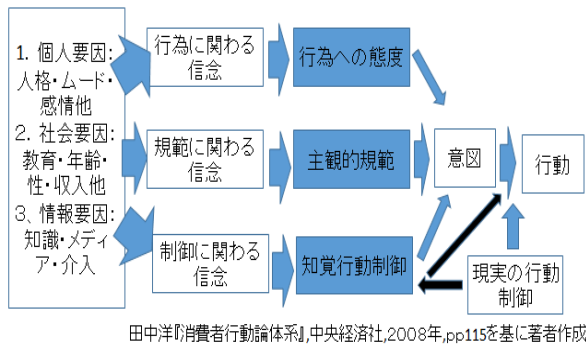 1. 個人要因:
人格・ムード・
感情他
2. 社会要因:
教育・年齢・
性・収入他
3、情報要因:
知識・メディ
ア・介入
行為に関わる
信念
行為への態度
規範に関わる
信念
主観的規範
意図
行動
制御に関わる
信念
知覚行動制御
現実の行動
制御
田中洋『消費者行動論体系』,中央経済社,2008年,pp115を基に著者作成